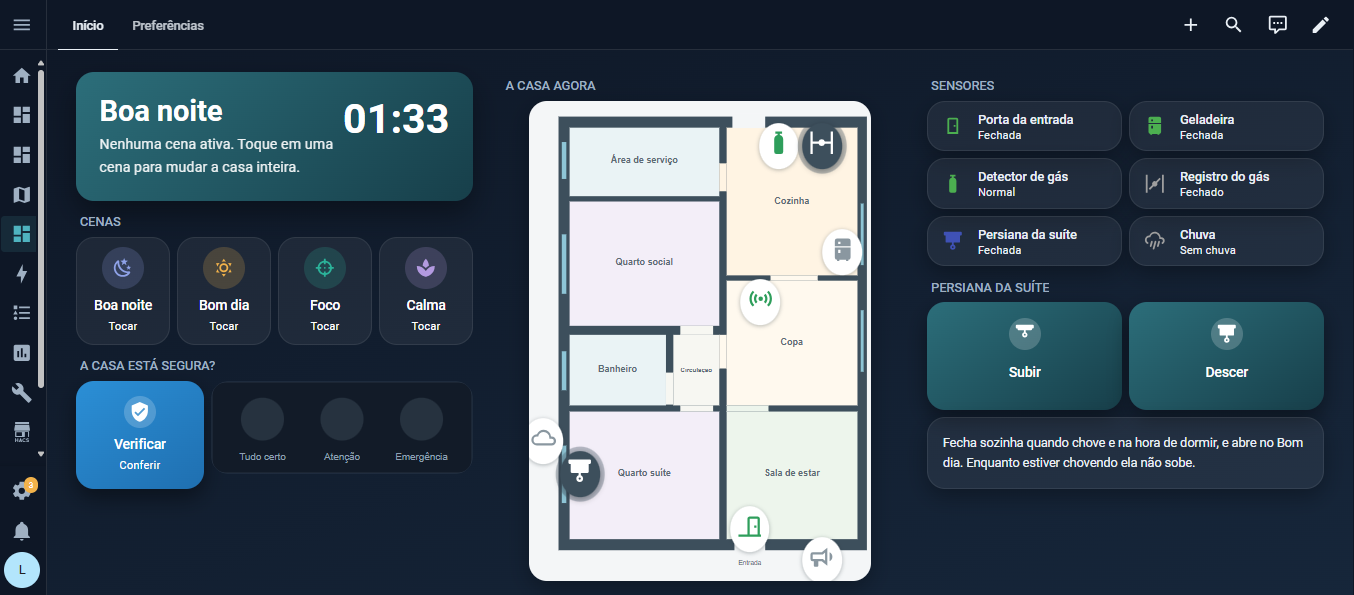 Início
Preferências
Boa noite
01:33
Nenhuma cena ativa. Toque em uma
cena para mudar a casa inteira.
CENAS
Boa noite
Tocar
Bom dia
Tocar
Foco
Tocar
Calma
Tocar
A CASA ESTÁ SEGURA?
Verificar
Conferir
Tudo certo
Atenção
Emergência
HACS
3
L
A CASA AGORA
Área de serviço
Cozinha
Quarto social
Copa
Banheiro
Circulação
Quarto suíte
Sala de estar
Entrada
SENSORES
Porta da entrada
Fechada
Geladeira
Fechada
Detector de gás
Normal
Registro do gás
Fechado
Persiana da suíte
Fechada
Chuva
Sem chuva
PERSIANA DA SUÍTE
Subir
Descer
Fecha sozinha quando chove e na hora de dormir, e abre no Bom
dia. Enquanto estiver chovendo ela não sobe.